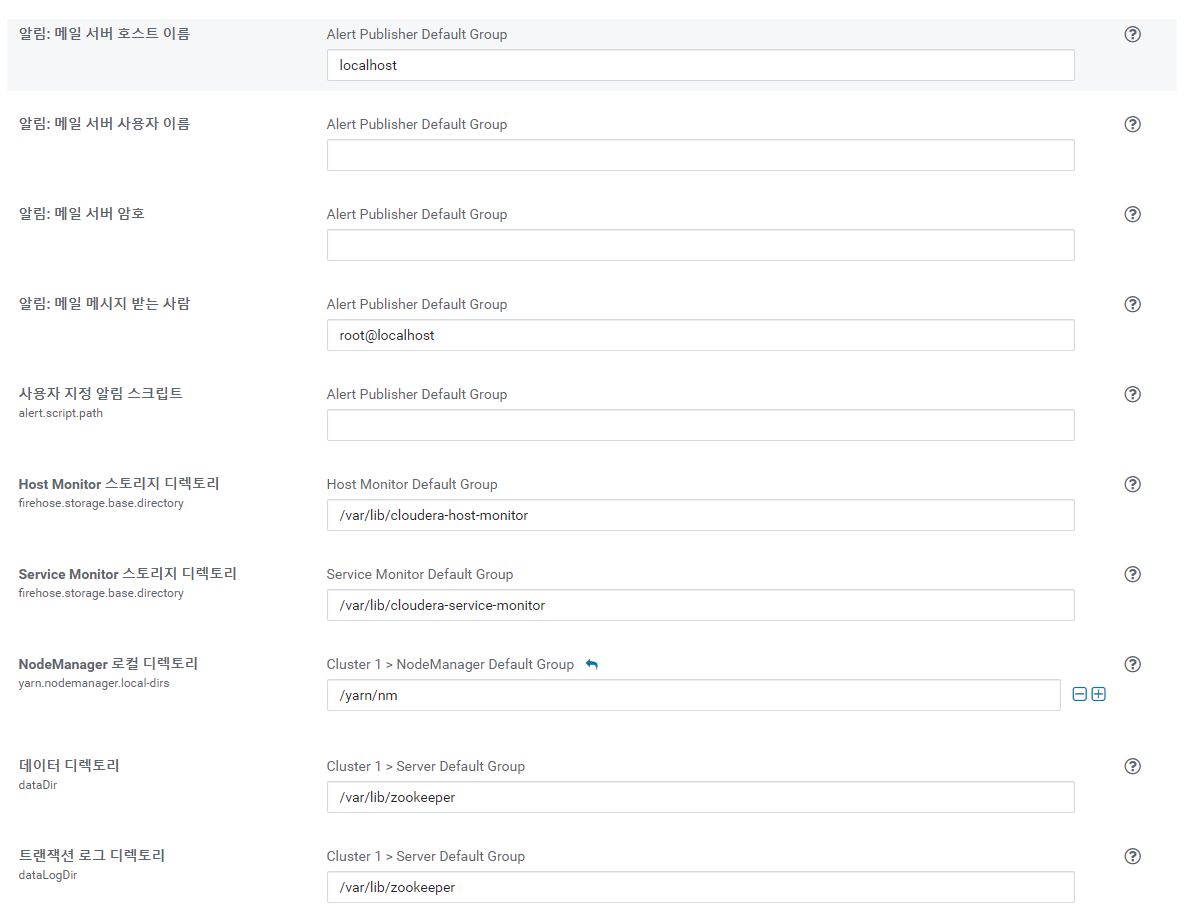 알림: 메일 서버 호스트 이름
Alert Publisher Default Group
localhost
알림: 메일 서버 사용자 이름
Alert Publisher Default Group
알림: 메일 서버 암호
Alert Publisher Default Group
알림: 메일 메시지 받는 사람
Alert Publisher Default Group
root@localhost
사용자 지정 알림 스크립트
alert.script.path
Alert Publisher Default Group
Host Monitor 스토리지 디렉토리
firehose.storage.base.directory
Host Monitor Default Group
/var/lib/cloudera-host-monitor
Service Monitor 스토리지 디렉토리
firehose.storage.base.directory
Service Monitor Default Group
/var/lib/cloudera-service-monitor
NodeManager 로컬 디렉토리
yarn.nodemanager.local-dirs
Cluster 1 > NodeManager Default Group
/yarn/nm
데이터 디렉토리
dataDir
Cluster 1 > Server Default Group
/var/lib/zookeeper
트랜잭션 로그 디렉토리
dataLogDir
Cluster 1 > Server Default Group
/var/lib/zookeeper